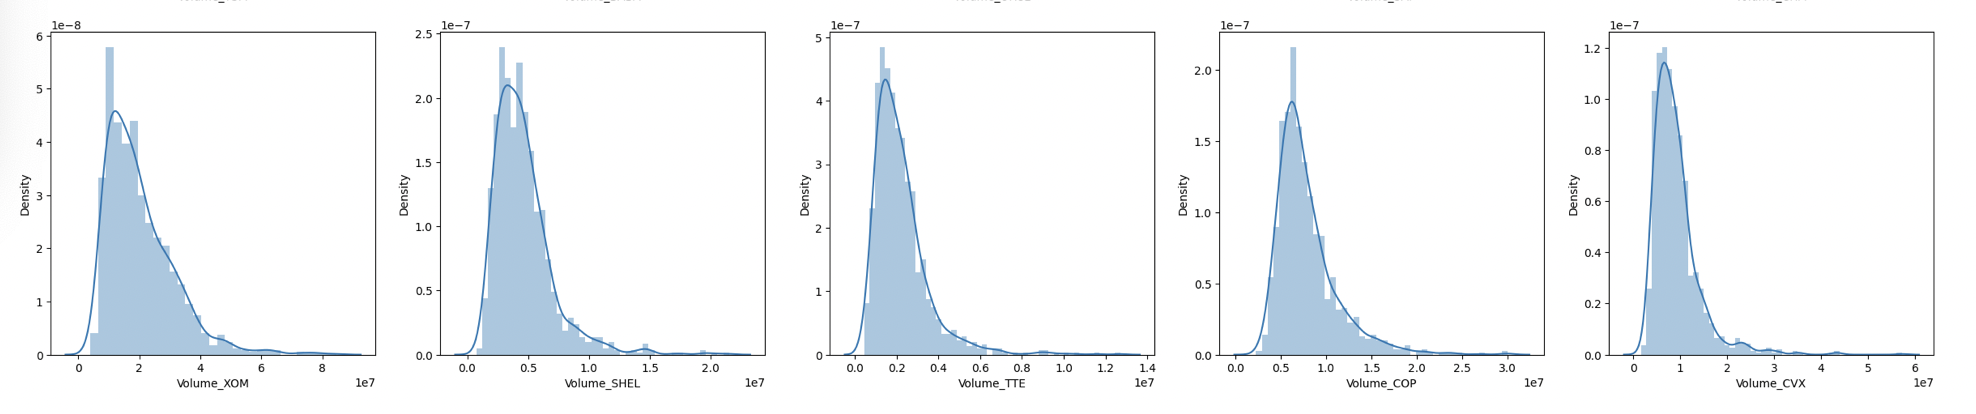 1e−8
6
5
4
3
2
1
0
Density
0 2 4 6 8
1e7
Volume_XOM
1e−7
2.5
2.0
1.5
1.0
0.5
0.0
Density
0.0 0.5 1.0 1.5 2.0
1e7
Volume_SHEL
1e−7
5
4
3
2
1
0
Density
0.0 0.2 0.4 0.6 0.8 1.0 1.2 1.4
1e7
Volume_TTE
1e−7
2.0
1.5
1.0
0.5
0.0
Density
0.0 0.5 1.0 1.5 2.0 2.5 3.0
1e7
Volume_COP
1e−7
1.2
1.0
0.8
0.6
0.4
0.2
0.0
Density
0 1 2 3 4 5 6
1e7
Volume_CVX